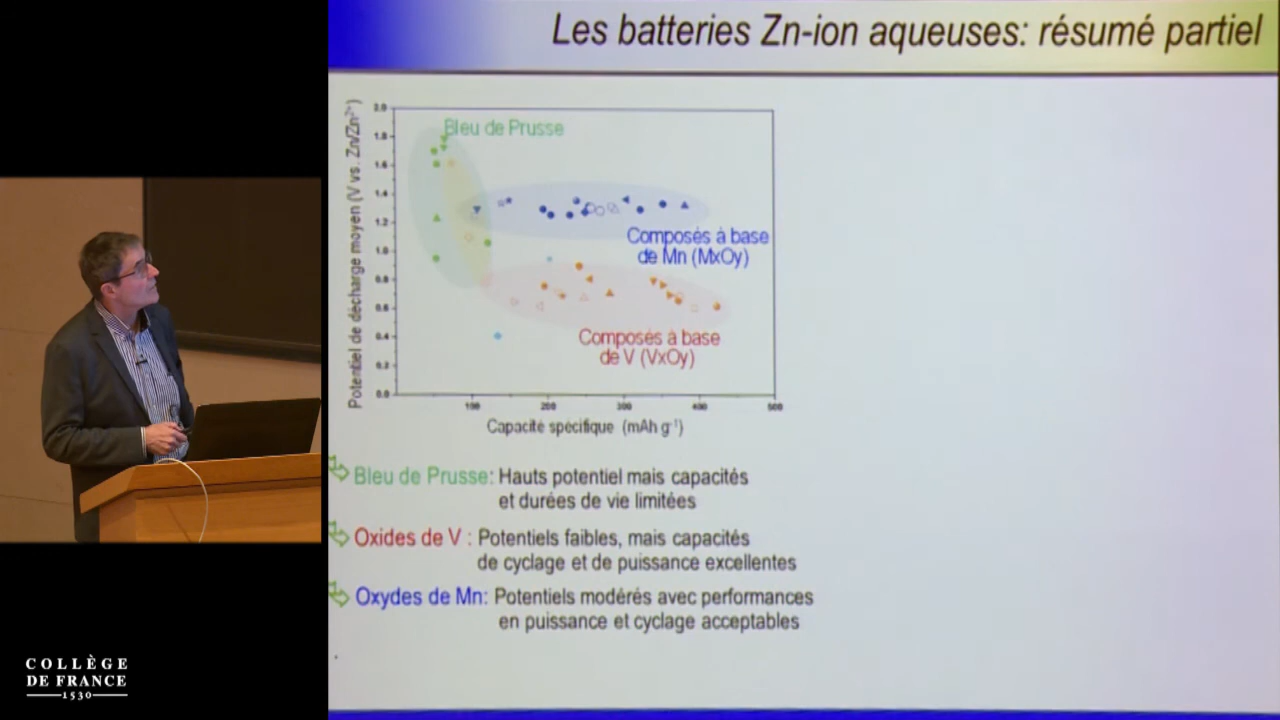 Les batteries Zn-ion aqueuses: résumé partiel
Potentiel de décharge moyen (V vs. Zn/Zn²⁺)
2.0
1.8
1.6
1.4
1.2
1.0
0.8
0.6
0.4
0.2
0.0
Bleu de Prusse
Composés à base
de Mn (MxOy)
Composés à base
de V (VxOy)
100
200
300
400
500
Capacité spécifique (mAh g⁻¹)
Bleu de Prusse: Hauts potentiel mais capacités
et durées de vie limitées
Oxides de V : Potentiels faibles, mais capacités
de cyclage et de puissance excellentes
Oxydes de Mn: Potentiels modérés avec performances
en puissance et cyclage acceptables
COLLÈGE
DE FRANCE
1530